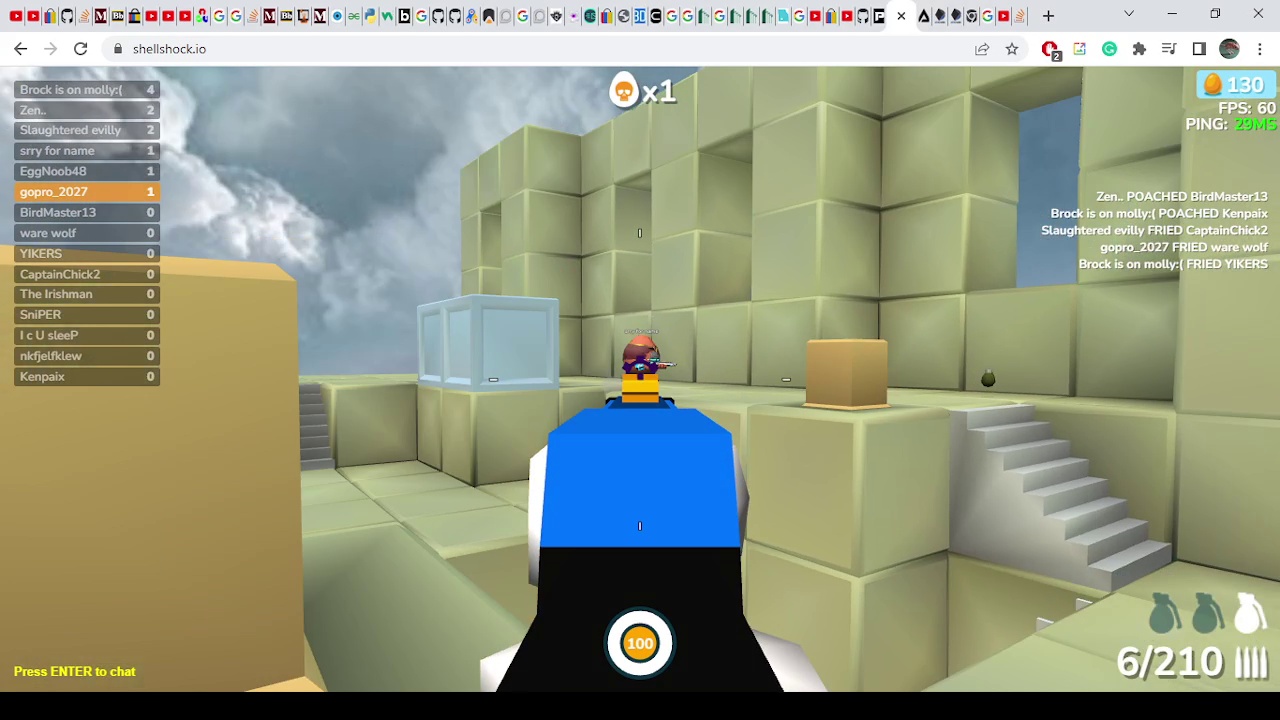 shellshock.io
2
Brock is on molly:( 4
Zen.. 2
Slaughtered evilly 2
srry for name 1
EggNoob48 1
gopro_2027 1
BirdMaster13 0
ware wolf 0
YIKERS 0
CaptainChick2 0
The Irishman 0
SniPER 0
I c U sleeP 0
nkfjelfklew 0
Kenpaix 0
x1
130
FPS: 60
PING: 29MS
Zen.. POACHED BirdMaster13
Brock is on molly:( POACHED Kenpaix
Slaughtered evilly FRIED CaptainChick2
gopro_2027 FRIED ware wolf
Brock is on molly:( FRIED YIKERS
srry for name
100
6/210
Press ENTER to chat